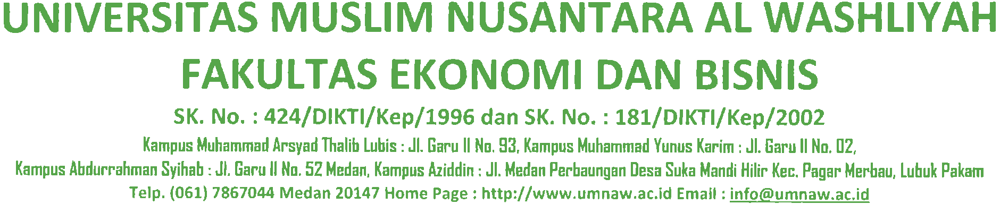 UNIVERSITAS MUSLIM NUSANTARA AL WASHLIYAH
FAKULTAS EKONOMI DAN BISNIS
SK. No. : 424/DIKTI/Kep/1996 dan SK. No. : 181/DIKTI/Kep/2002
Kampus Muhammad Arsyad Thalib Lubis : Jl. Garu II No. 93, Kampus Muhammad Yunus Karim : Jl. Garu II No. 02,
Kampus Abdurrahman Syihab : Jl. Garu II No. 52 Medan, Kampus Aziddin : Jl. Medan Perbaungan Desa Suka Mandi Hilir Kec. Pagar Merbau, Lubuk Pakam
Telp. (061) 7867044 Medan 20147 Home Page : http://www.umnaw.ac.id Email : info@umnaw.ac.id